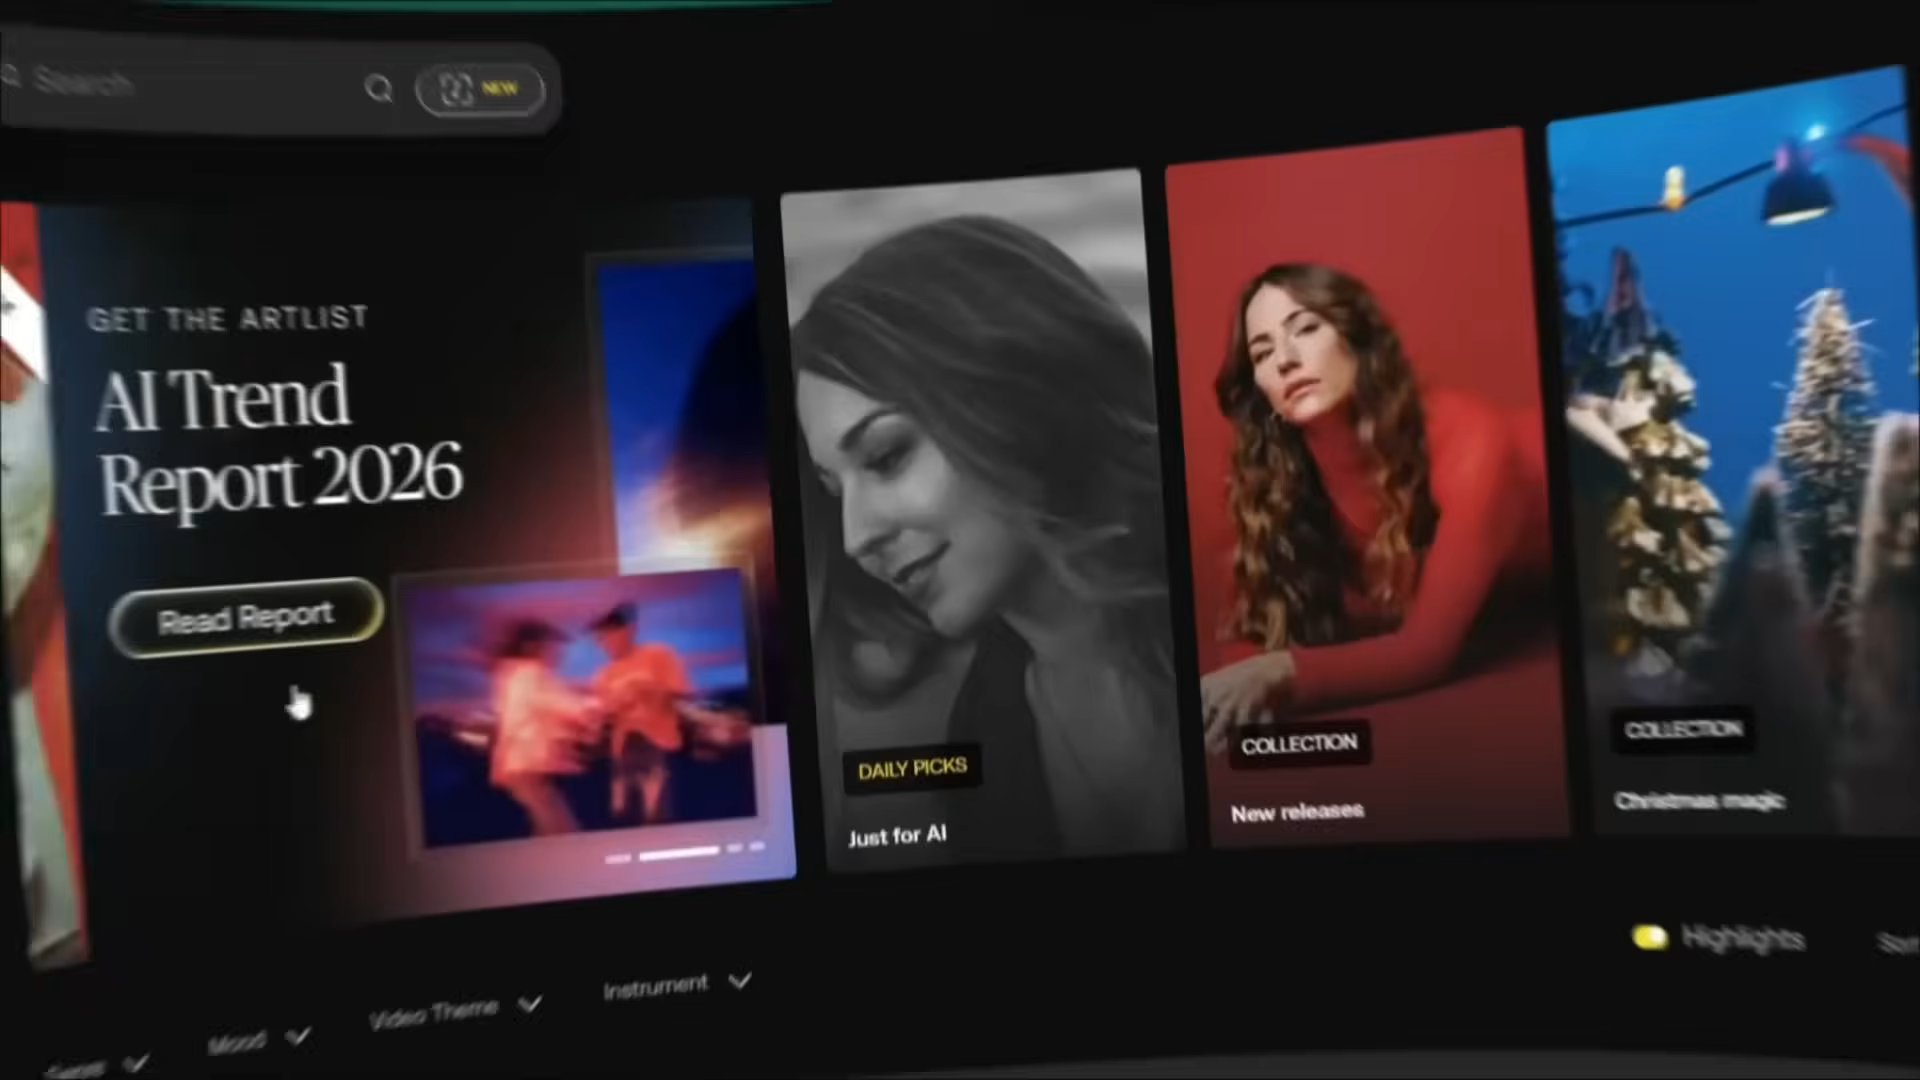 Search
NEW
GET THE ARTLIST
AI Trend
Report 2026
Read Report
DAILY PICKS
Just for AI
COLLECTION
New releases
COLLECTION
Christmas magic
Highlights
Mood
Video Theme
Instrument